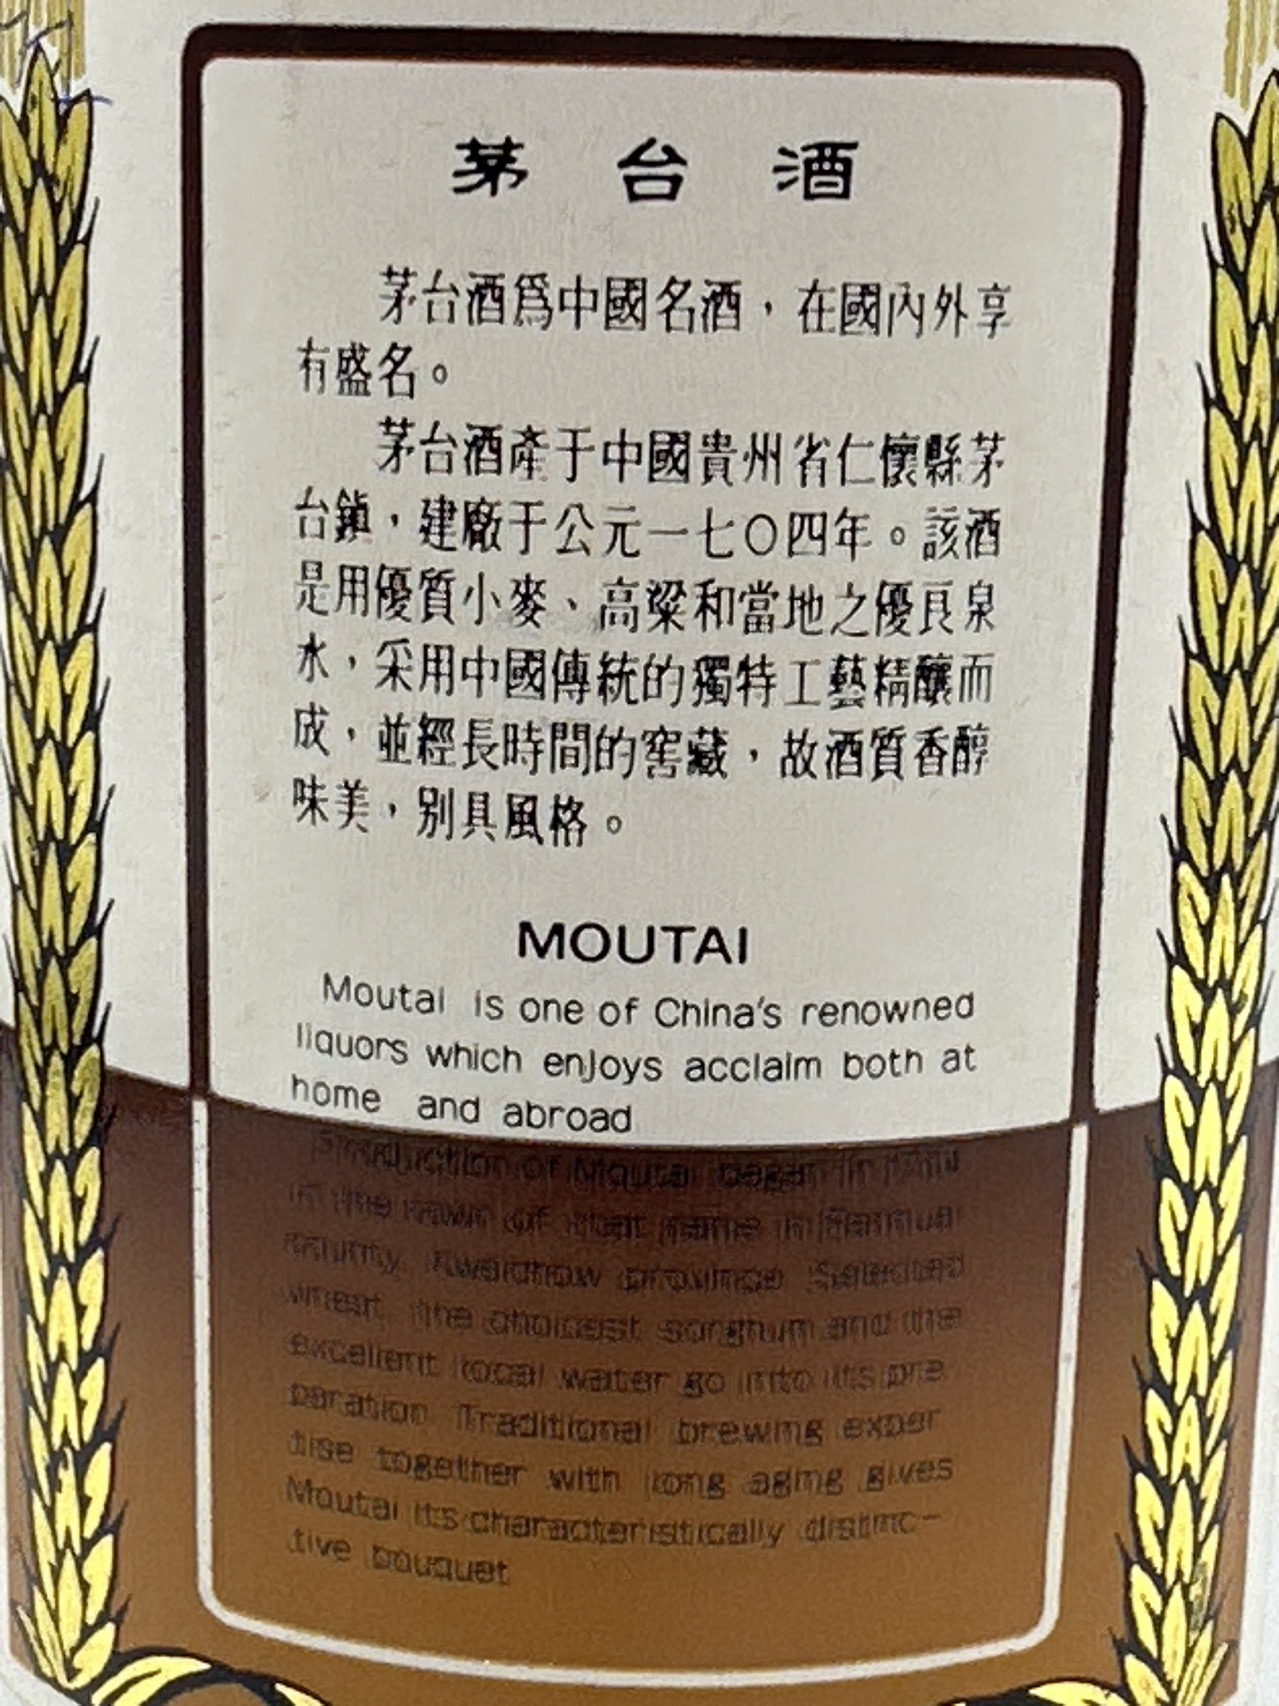 茅台酒
茅台酒爲中國名酒，在國內外享
有盛名。
茅台酒產于中國貴州省仁懷縣茅
台鎮，建廠于公元一七〇四年。該酒
是用優質小麥、高粱和當地之優良泉
水，采用中國傳統的獨特工藝精釀而
成，並經長時間的窖藏，故酒質香醇
味美，别具風格。
MOUTAI
Moutai is one of China's renowned
liquors which enjoys acclaim both at
home and abroad
Production of Moutai began in 1704
in the town of that name in Renhuai
county Kweichow province Selected
wheat, the choicest sorghum and the
excellent local water go into its pre
paration Traditional brewing exper
tise together with long aging gives
Moutai its characteristically distinc-
tive bouquet